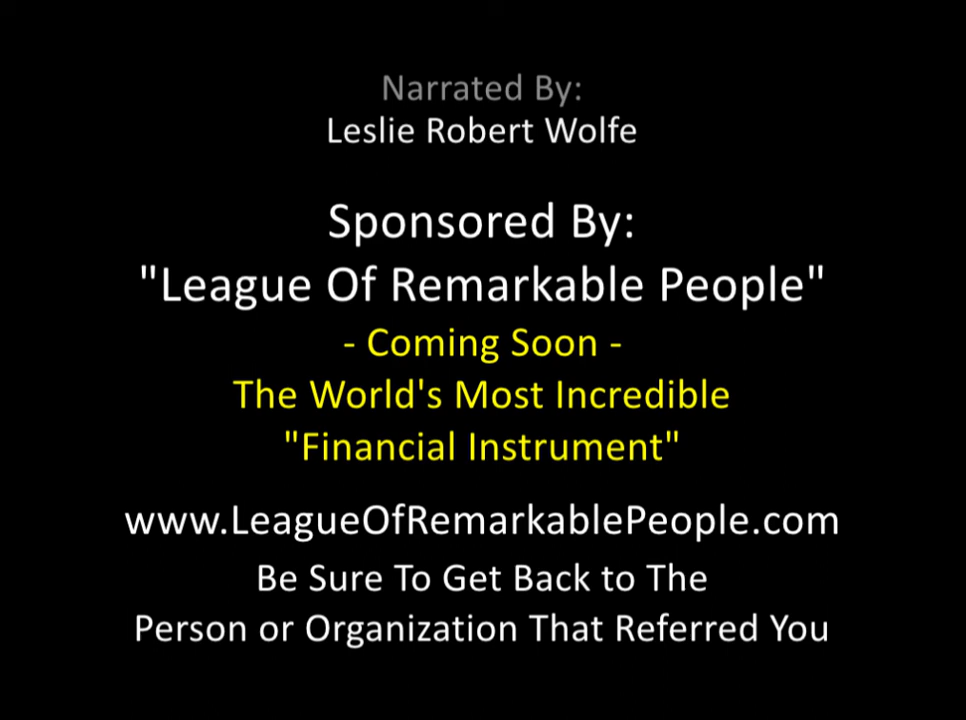 Narrated By:
Leslie Robert Wolfe
Sponsored By:
"League Of Remarkable People"
- Coming Soon -
The World's Most Incredible
"Financial Instrument"
www.LeagueOfRemarkablePeople.com
Be Sure To Get Back to The
Person or Organization That Referred You